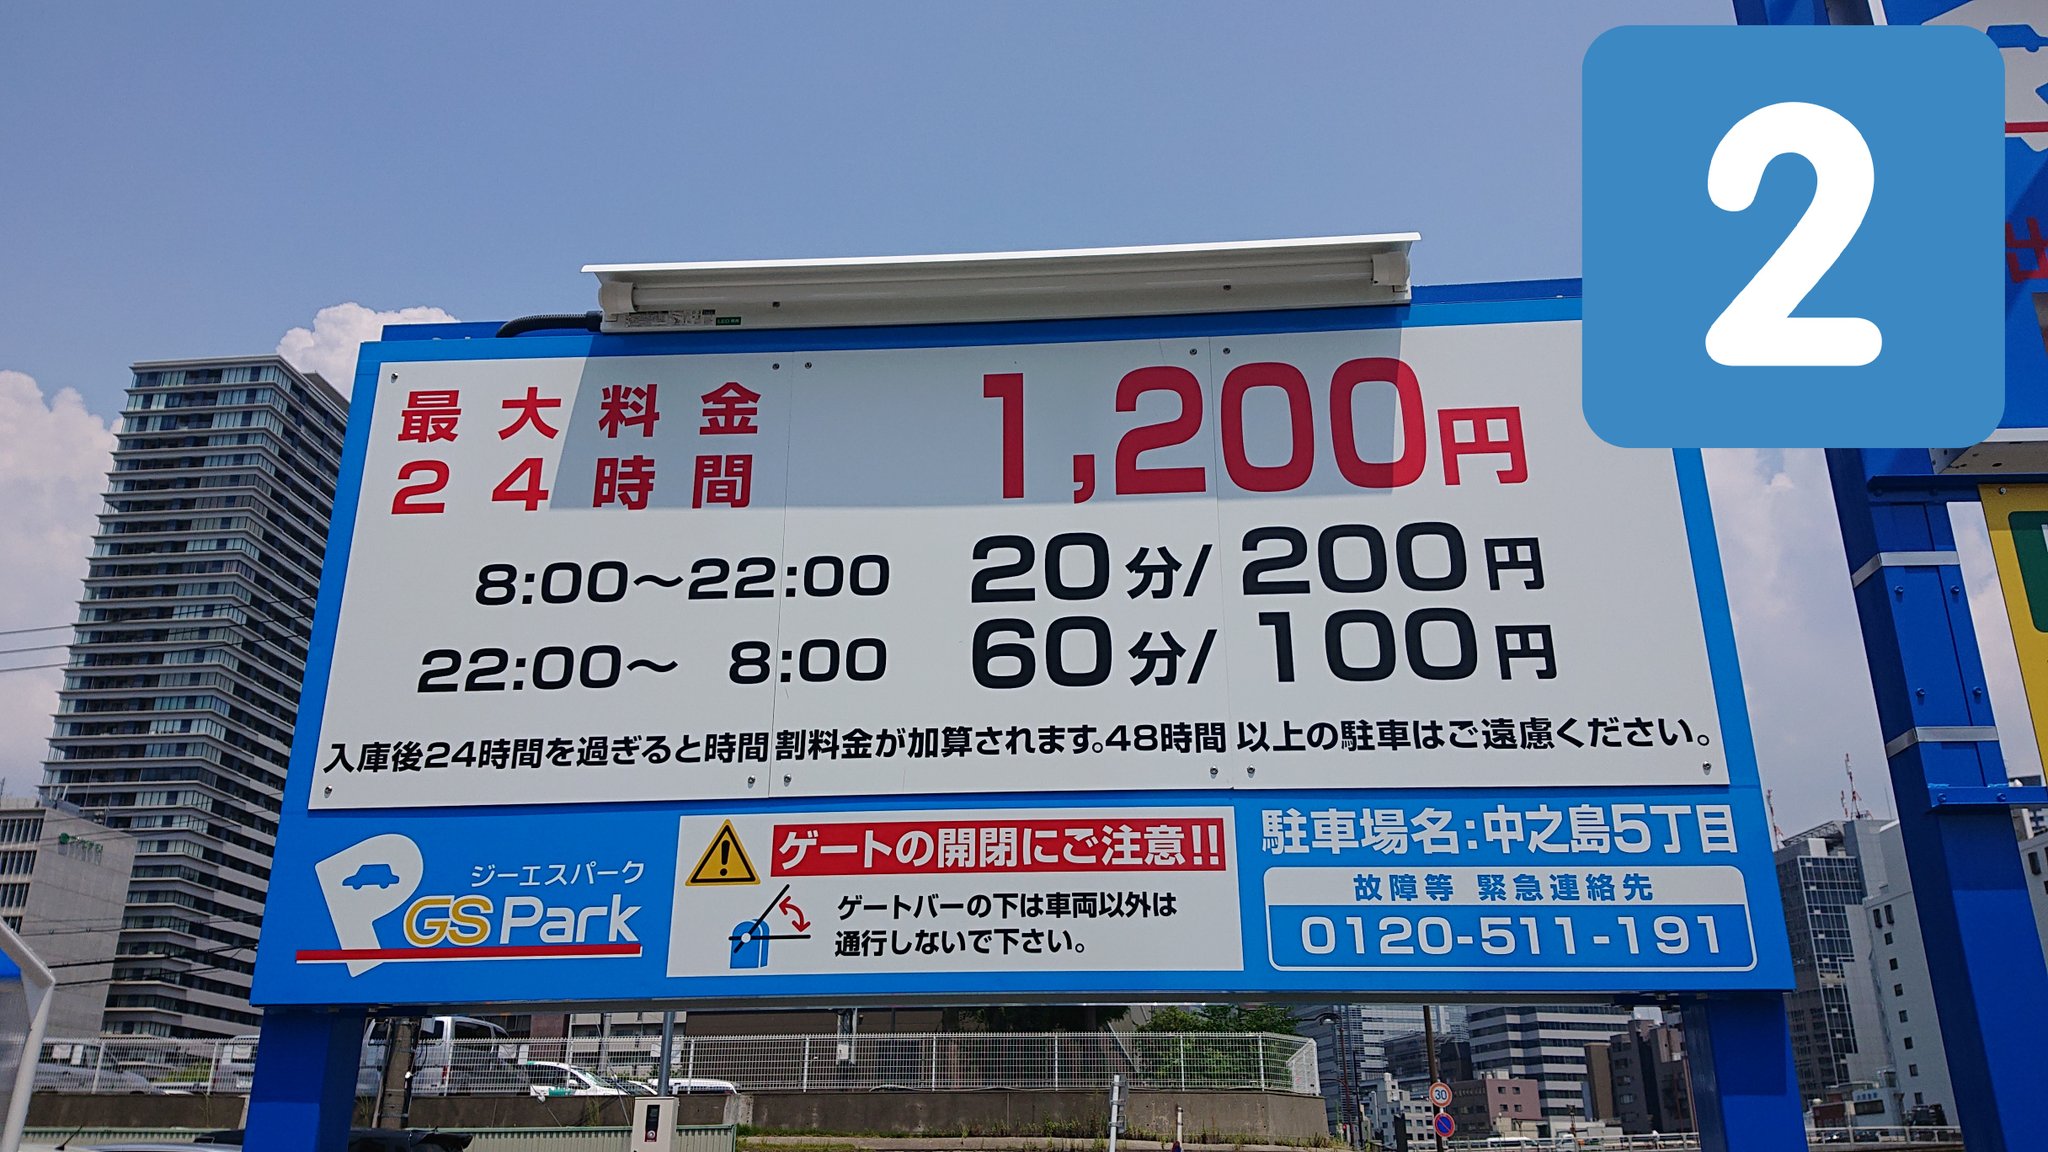 2
最大料金 1,200円
24時間
8:00～22:00 20分/200円
22:00～ 8:00 60分/100円
入庫後24時間を過ぎると時間割料金が加算されます。48時間以上の駐車はご遠慮ください。
ジーエスパーク
GS Park
ゲートの開閉にご注意!!
ゲートバーの下は車両以外は
通行しないで下さい。
駐車場名:中之島5丁目
故障等 緊急連絡先
0120-511-191
30